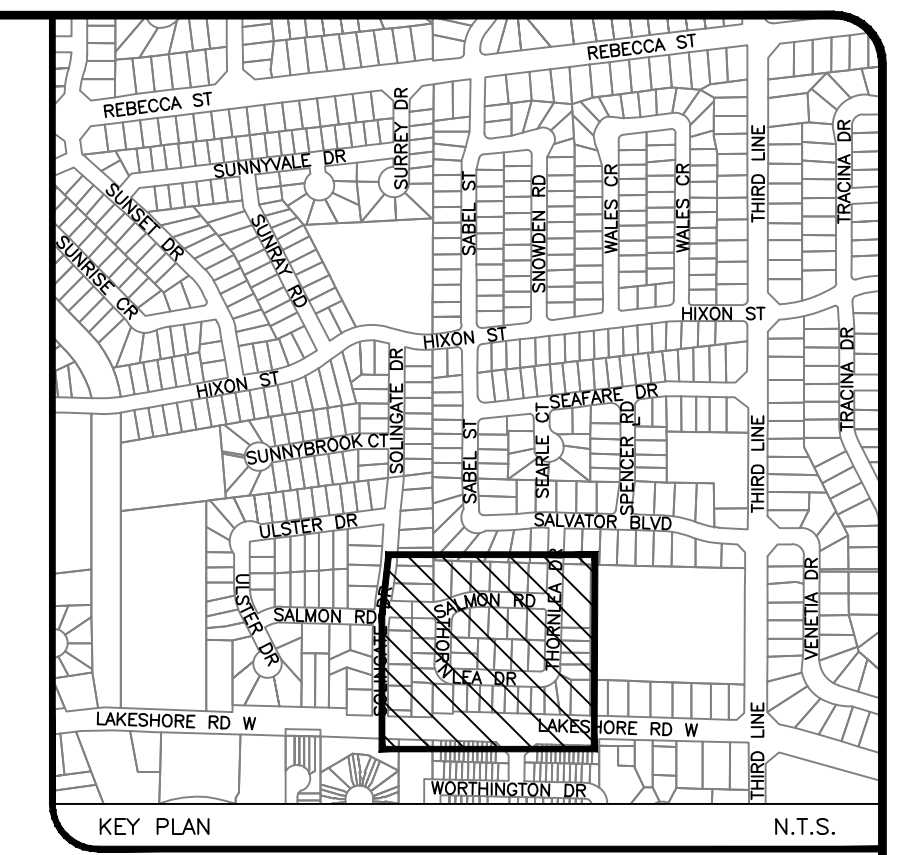 REBECCA ST
REBECCA ST
SURREY DR
SUNNYVALE DR
THIRD LINE
TRACINA DR
SABEL ST
SNOWDEN RD
WALES CR
WALES CR
SUNSET DR
SUNRAY RD
SUNRISE CR
HIXON ST
HIXON ST
HIXON ST
TRACINA DR
SOLINGATE DR
SEAFARE DR
SEARLE CT
SPENCER RD
THIRD LINE
SUNNYBROOK CT
SABEL ST
SALVATOR BLVD
ULSTER DR
ULSTER DR
SALMON RD
SOLINGATE DR
SALMON RD
THORNLEA DR
THORN
LEA DR
VENETIA DR
LAKESHORE RD W
LAKESHORE RD W
THIRD LINE
WORTHINGTON DR
KEY PLAN
N.T.S.